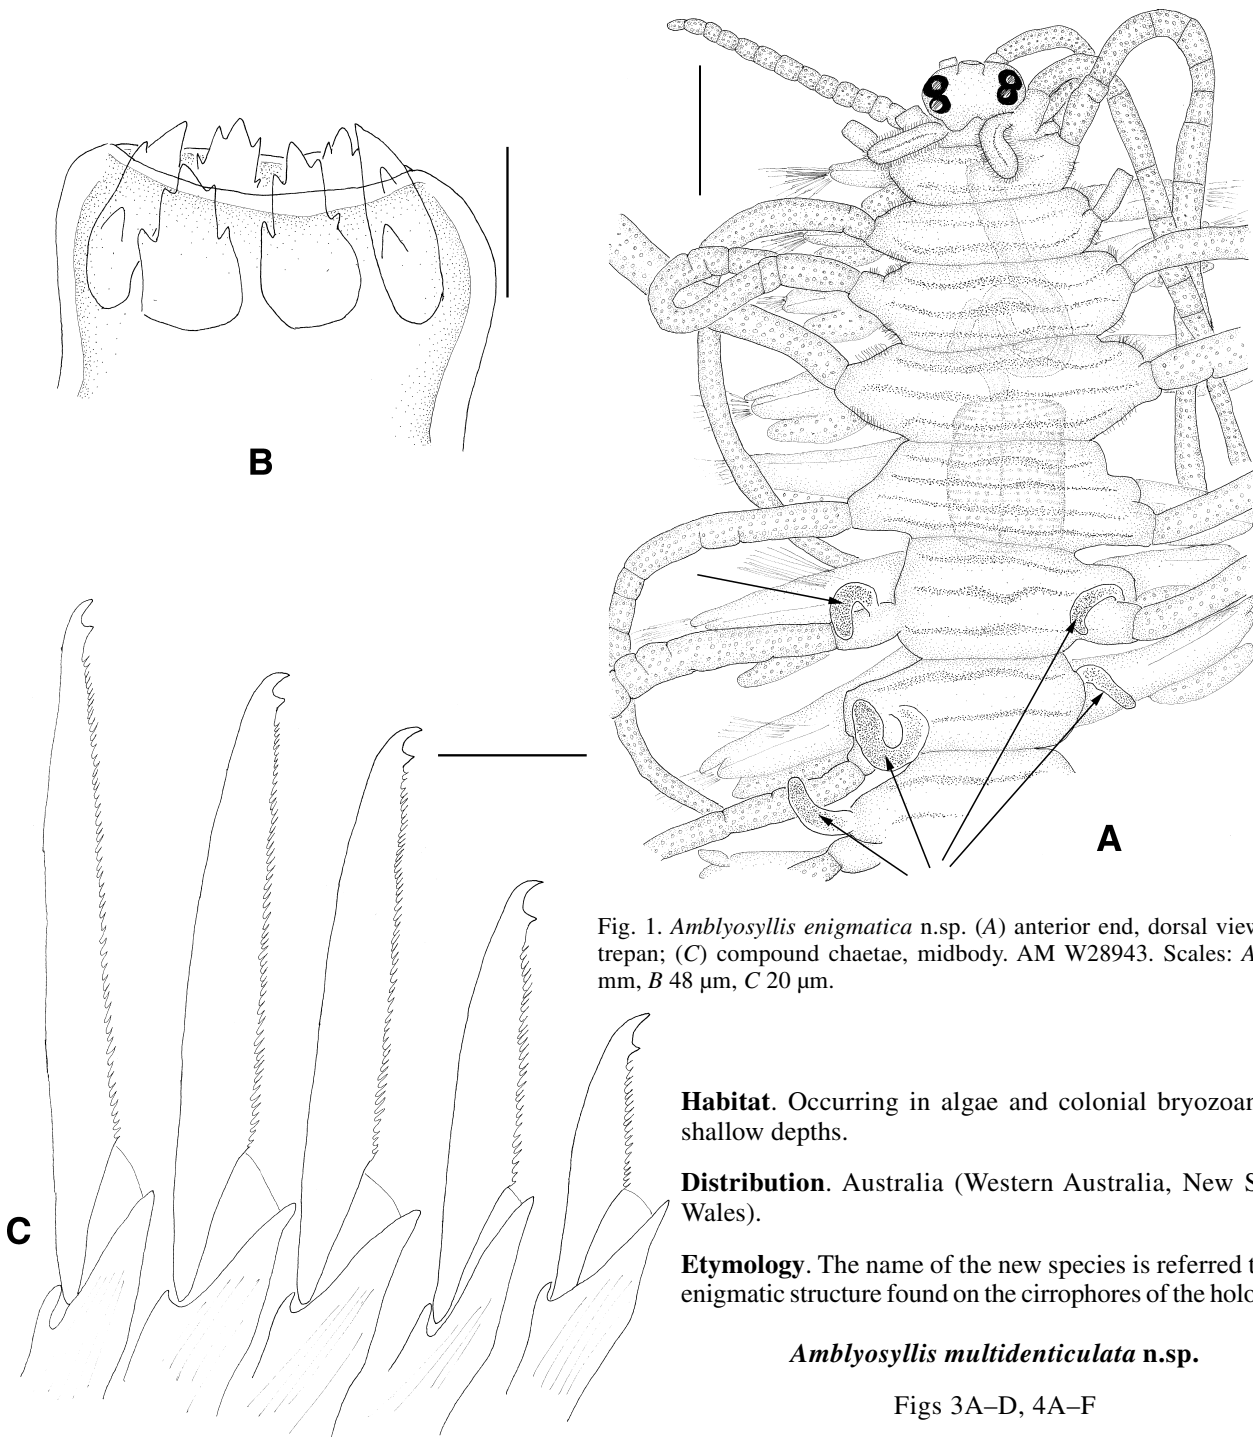 B
A
C
Fig. 1. Amblyosyllis enigmatica n.sp. (A) anterior end, dorsal view
trepan; (C) compound chaetae, midbody. AM W28943. Scales: A
mm, B 48 µm, C 20 µm.
Habitat. Occurring in algae and colonial bryozoan
shallow depths.
Distribution. Australia (Western Australia, New S
Wales).
Etymology. The name of the new species is referred t
enigmatic structure found on the cirrophores of the holo
Amblyosyllis multidenticulata n.sp.
Figs 3A–D, 4A–F